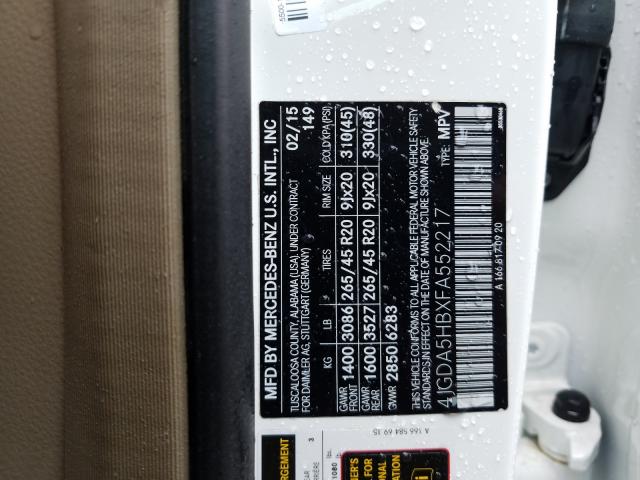 MFD BY MERCEDES-BENZ U.S. INTL., INC
TUSCALOOSA COUNTY, ALABAMA (USA), UNDER CONTRACT
FOR DAIMLER AG, STUTTGART (GERMANY)
02/15
149
KG LB TIRES RIM SIZE COLD KPA (PSI)
GAWR FRONT 1400 3086 265/45 R20 9Jx20 310(45)
GAWR REAR 1600 3527 265/45 R20 9Jx20 330(48)
GVWR 2850 6283
THIS VEHICLE CONFORMS TO ALL APPLICABLE FEDERAL MOTOR VEHICLE SAFETY
STANDARDS IN EFFECT ON THE DATE OF MANUFACTURE SHOWN ABOVE.
TYPE: MPV
4JGDA5HBXFA552217
A 166 817 09 20
A 166 584 69 15
5500-